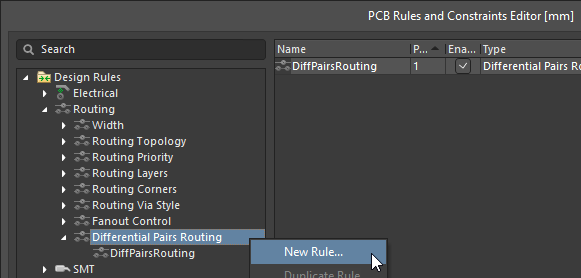 PCB Rules and Constraints Editor [mm]
Search
Name P... Ena... Type
DiffPairsRouting 1 Differential Pairs Ro
Design Rules
Electrical
Routing
Width
Routing Topology
Routing Priority
Routing Layers
Routing Corners
Routing Via Style
Fanout Control
Differential Pairs Routing
New Rule...
DiffPairsRouting
Duplicate Rule
SMT